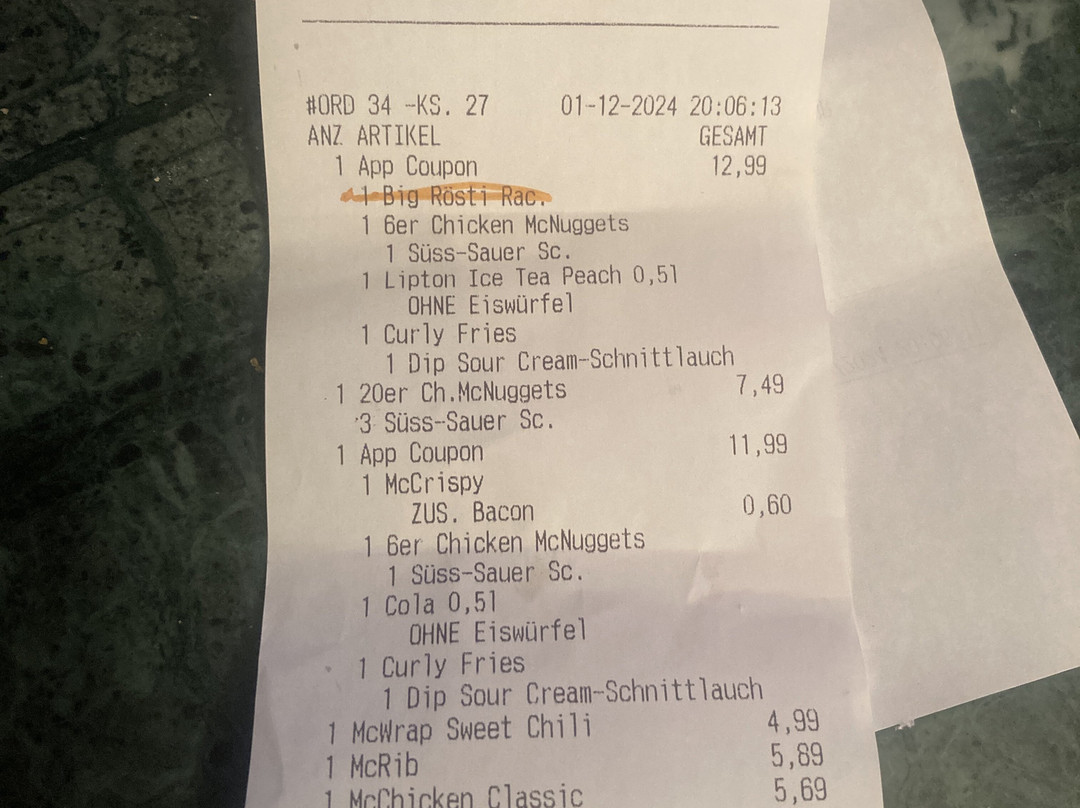 #ORD 34 -KS. 27 01-12-2024 20:06:13
ANZ ARTIKEL GESAMT
1 App Coupon 12,99
1 Big Rösti Rac.
1 6er Chicken McNuggets
1 Süss-Sauer Sc.
1 Lipton Ice Tea Peach 0,5l
OHNE Eiswürfel
1 Curly Fries
1 Dip Sour Cream-Schnittlauch
1 20er Ch.McNuggets 7,49
3 Süss-Sauer Sc.
1 App Coupon 11,99
1 McCrispy
ZUS. Bacon 0,60
1 6er Chicken McNuggets
1 Süss-Sauer Sc.
1 Cola 0,5l
OHNE Eiswürfel
1 Curly Fries
1 Dip Sour Cream-Schnittlauch
1 McWrap Sweet Chili 4,99
1 McRib 5,89
1 McChicken Classic 5,69